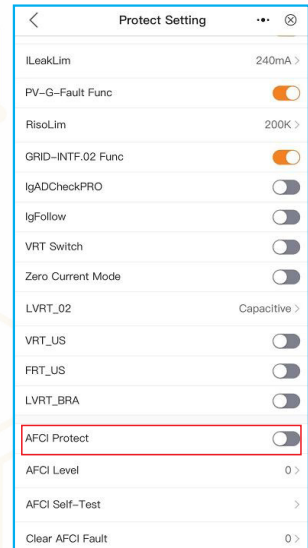 Protect Setting
ILeakLim 240mA >
PV-G-Fault Func
RisoLim 200K >
GRID-INTF.02 Func
IgADCheckPRO
IgFollow
VRT Switch
Zero Current Mode
LVRT_02 Capacitive >
VRT_US
FRT_US
LVRT_BRA
AFCI Protect
AFCI Level 0 >
AFCI Self-Test >
Clear AFCI Fault 0 >